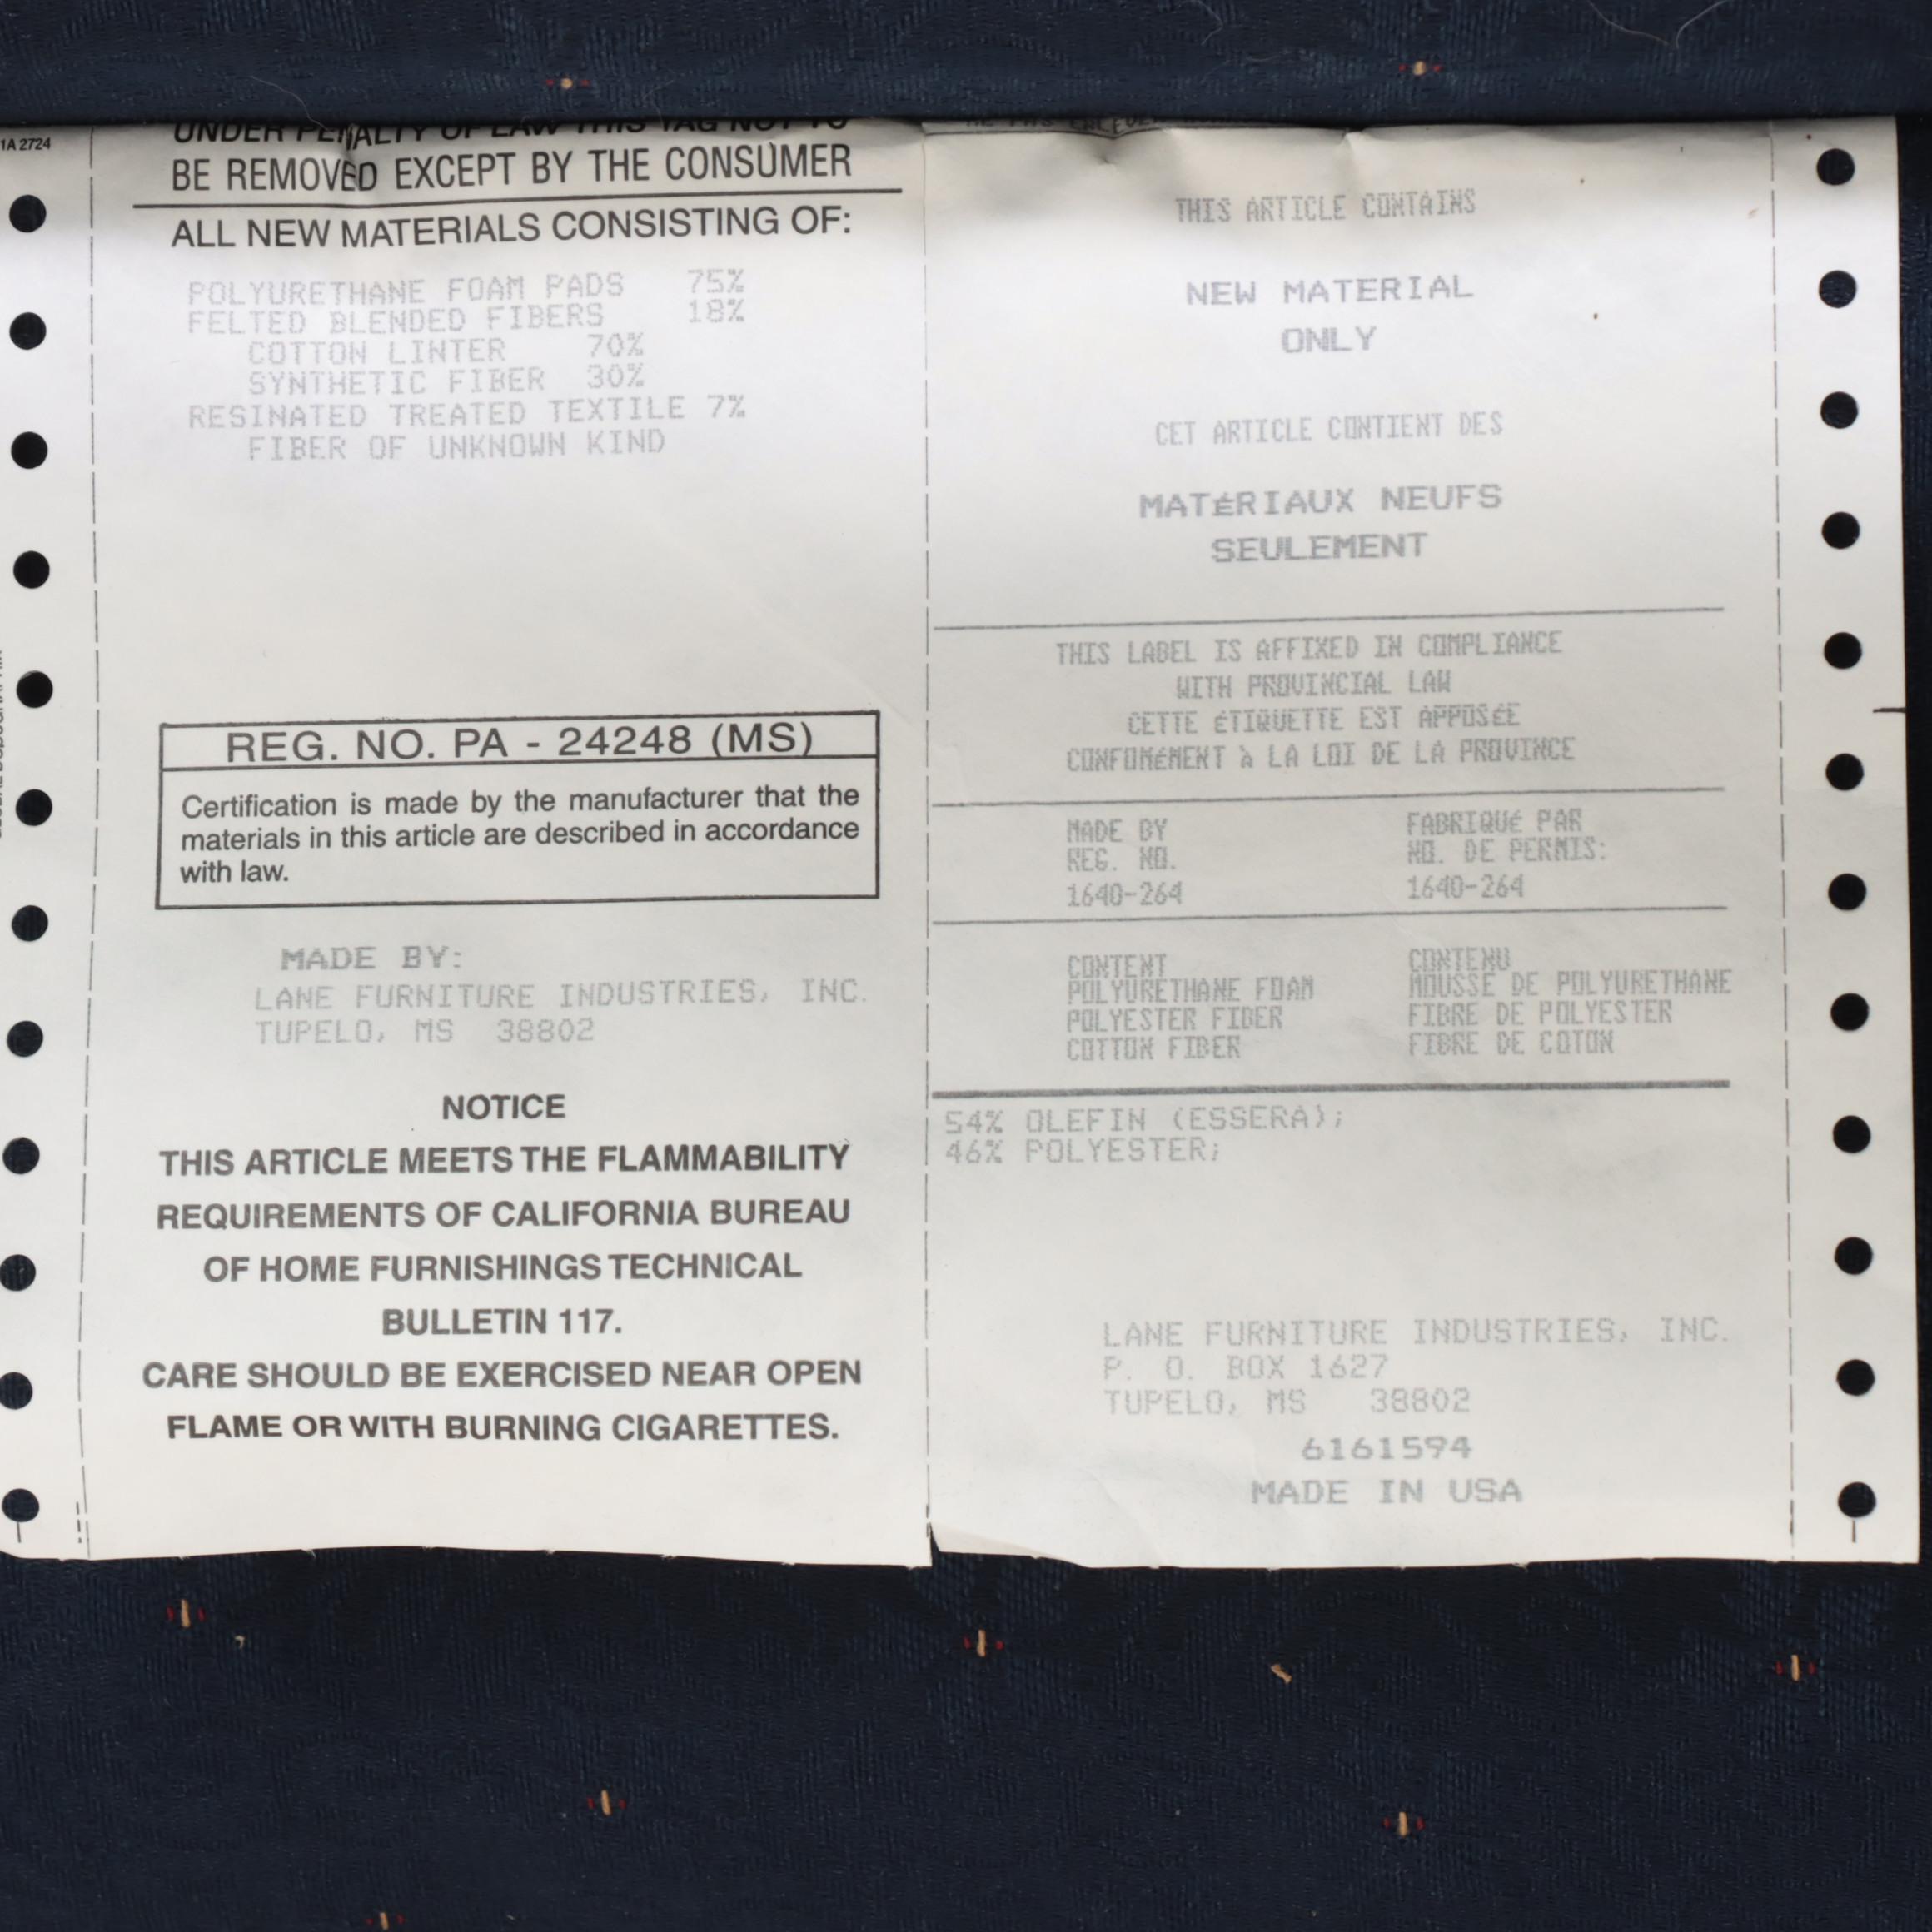 1A 2724
UNDER PENALTY OF LAW THIS TAG NOT TO
BE REMOVED EXCEPT BY THE CONSUMER
ALL NEW MATERIALS CONSISTING OF:
POLYURETHANE FOAM PADS 75%
FELTED BLENDED FIBERS 18%
COTTON LINTER 70%
SYNTHETIC FIBER 30%
RESINATED TREATED TEXTILE 7%
FIBER OF UNKNOWN KIND
REG. NO. PA - 24248 (MS)
Certification is made by the manufacturer that the
materials in this article are described in accordance
with law.
MADE BY:
LANE FURNITURE INDUSTRIES, INC.
TUPELO, MS 38802
NOTICE
THIS ARTICLE MEETS THE FLAMMABILITY
REQUIREMENTS OF CALIFORNIA BUREAU
OF HOME FURNISHINGS TECHNICAL
BULLETIN 117.
CARE SHOULD BE EXERCISED NEAR OPEN
FLAME OR WITH BURNING CIGARETTES.
THIS ARTICLE CONTAINS
NEW MATERIAL
ONLY
CET ARTICLE CONTIENT DES
MATÉRIAUX NEUFS
SEULEMENT
THIS LABEL IS AFFIXED IN COMPLIANCE
WITH PROVINCIAL LAW
CETTE ÉTIQUETTE EST APPOSÉE
CONFOMÉMENT à LA LOI DE LA PROVINCE
MADE BY FABRIQUÉ PAR
REG. NO. NO. DE PERMIS:
1640-264 1640-264
CONTENT CONTENU
POLYURETHANE FOAM MOUSSE DE POLYURETHANE
POLYESTER FIBER FIBRE DE POLYESTER
COTTON FIBER FIBRE DE COTON
54% OLEFIN (ESSERA);
46% POLYESTER;
LANE FURNITURE INDUSTRIES, INC.
P. O. BOX 1627
TUPELO, MS 38802
6161594
MADE IN USA